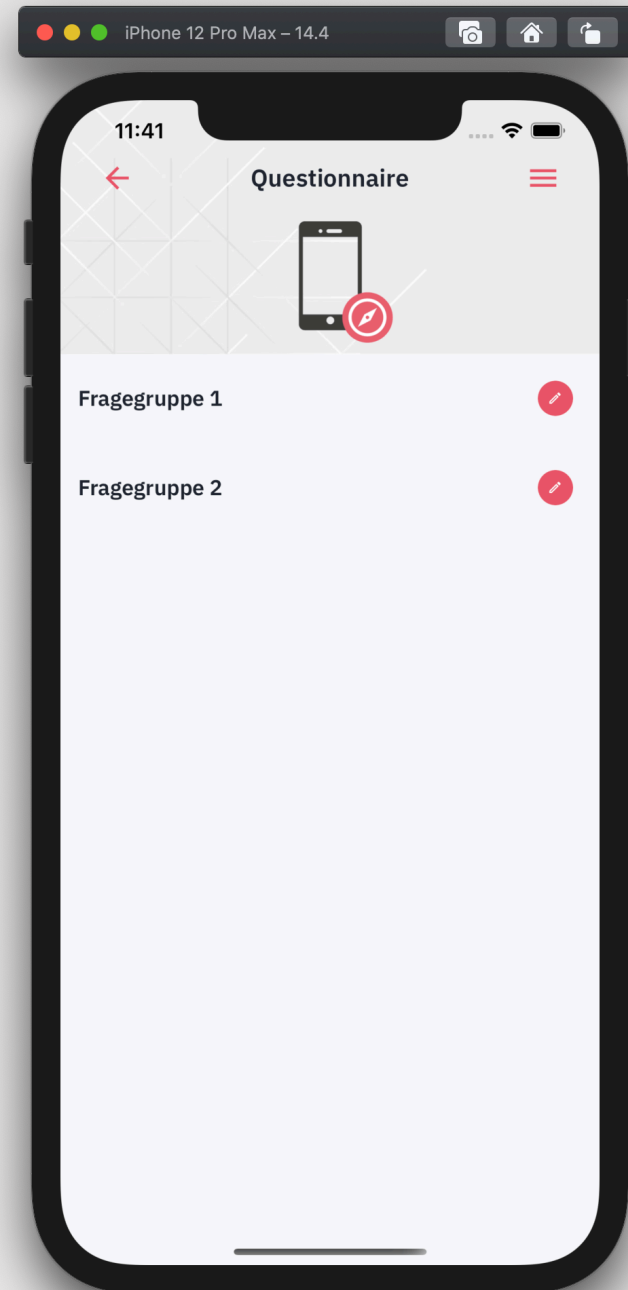 iPhone 12 Pro Max – 14.4
11:41
Questionnaire
Fragegruppe 1
Fragegruppe 2